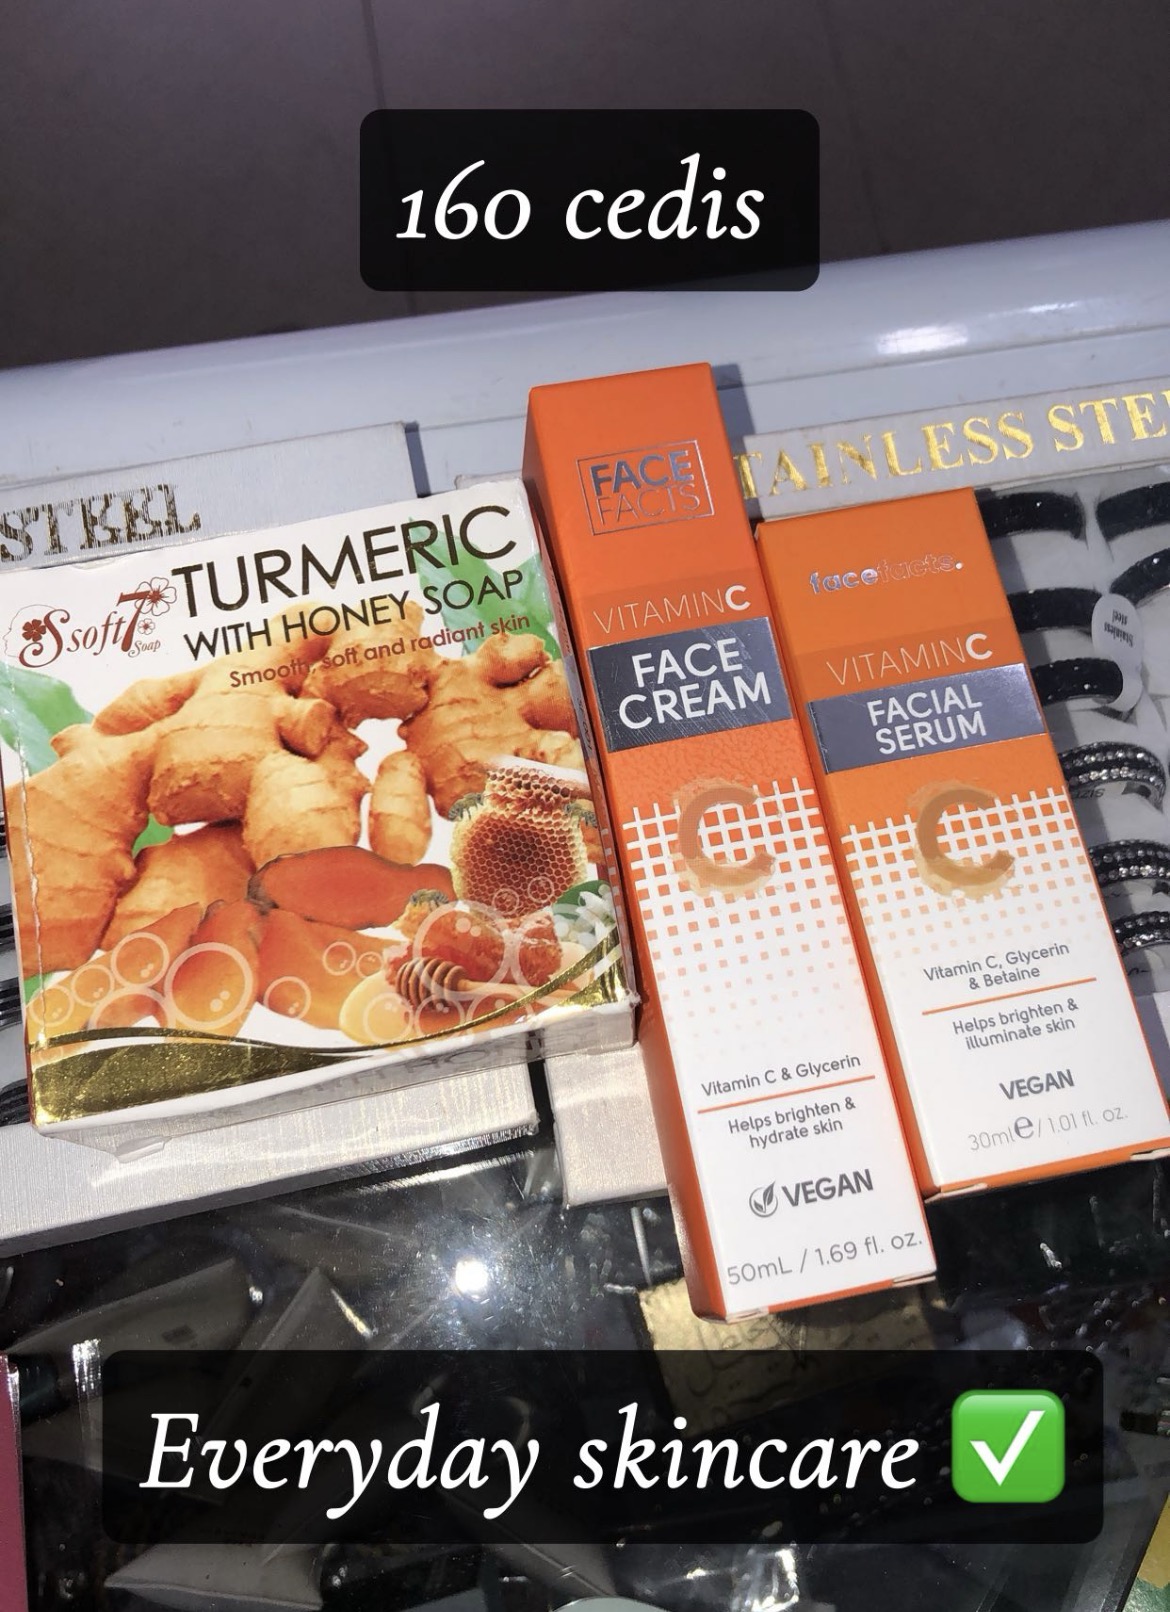 160 cedis
STEEL
TAINLESS STE
Ssoft7
Soap
TURMERIC
WITH HONEY SOAP
Smooth, soft and radiant skin
FACE
FACTS
VITAMINC
FACE
CREAM
Vitamin C & Glycerin
Helps brighten &
hydrate skin
VEGAN
50mL / 1.69 fl. oz.
facefacts.
VITAMINC
FACIAL
SERUM
C
Vitamin C, Glycerin
& Betaine
Helps brighten &
illuminate skin
VEGAN
30ml℮ / 1.01 fl. oz.
C
Stainless
steel
Everyday skincare ✅